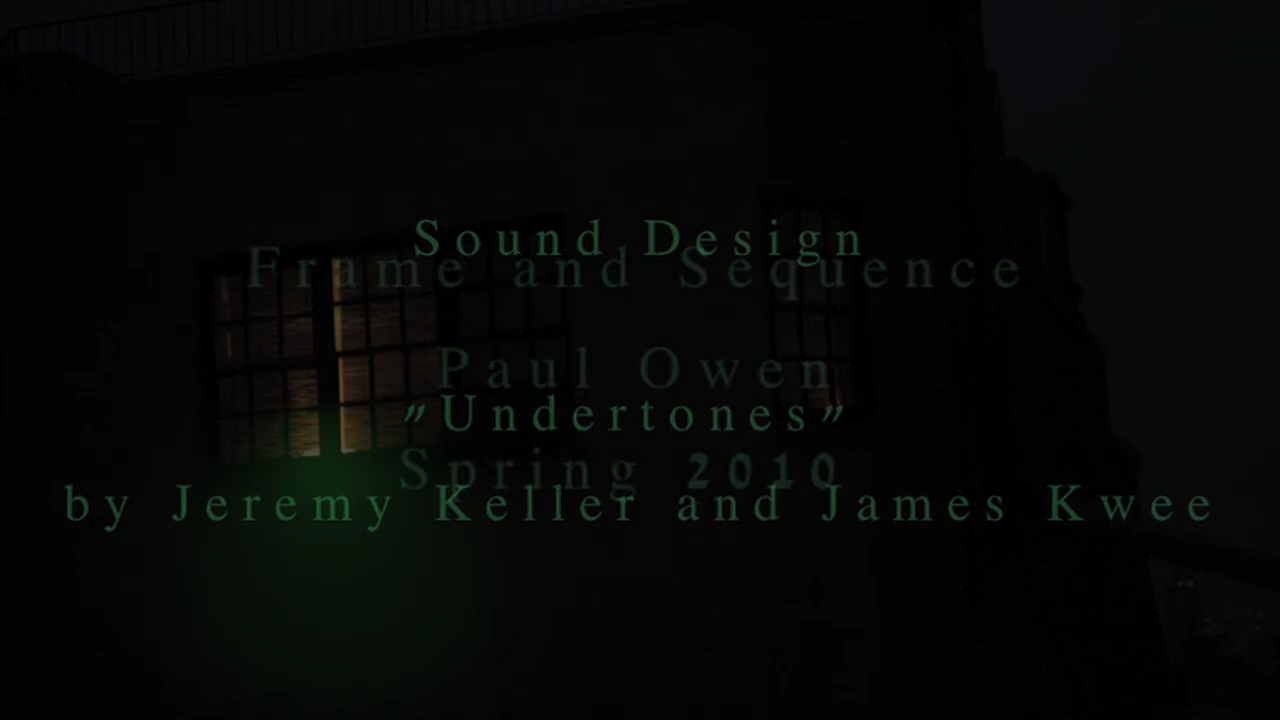 Sound Design
Frame and Sequence
Paul Owen
"Undertones"
Spring 2010
by Jeremy Keller and James Kwee